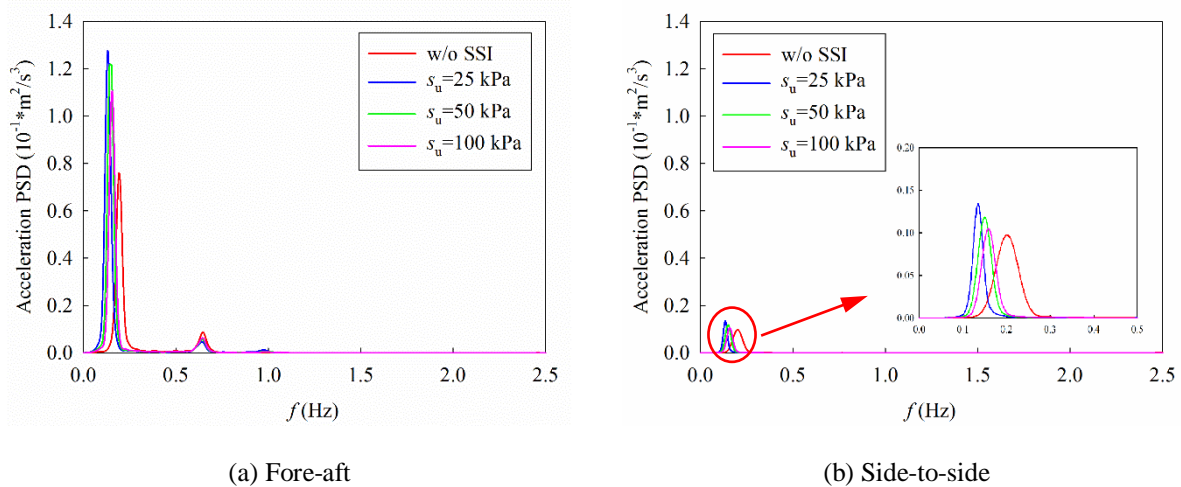 Acceleration PSD (10⁻¹*m²/s³)
1.4
1.2
1.0
0.8
0.6
0.4
0.2
0.0
w/o SSI
sᵤ=25 kPa
sᵤ=50 kPa
sᵤ=100 kPa
0.0 0.5 1.0 1.5 2.0 2.5
f (Hz)
(a) Fore-aft
Acceleration PSD (10⁻¹*m²/s³)
1.4
1.2
1.0
0.8
0.6
0.4
0.2
0.0
w/o SSI
sᵤ=25 kPa
sᵤ=50 kPa
sᵤ=100 kPa
0.20
0.15
0.10
0.05
0.00
0.0 0.1 0.2 0.3 0.4 0.5
0.0 0.5 1.0 1.5 2.0 2.5
f (Hz)
(b) Side-to-side